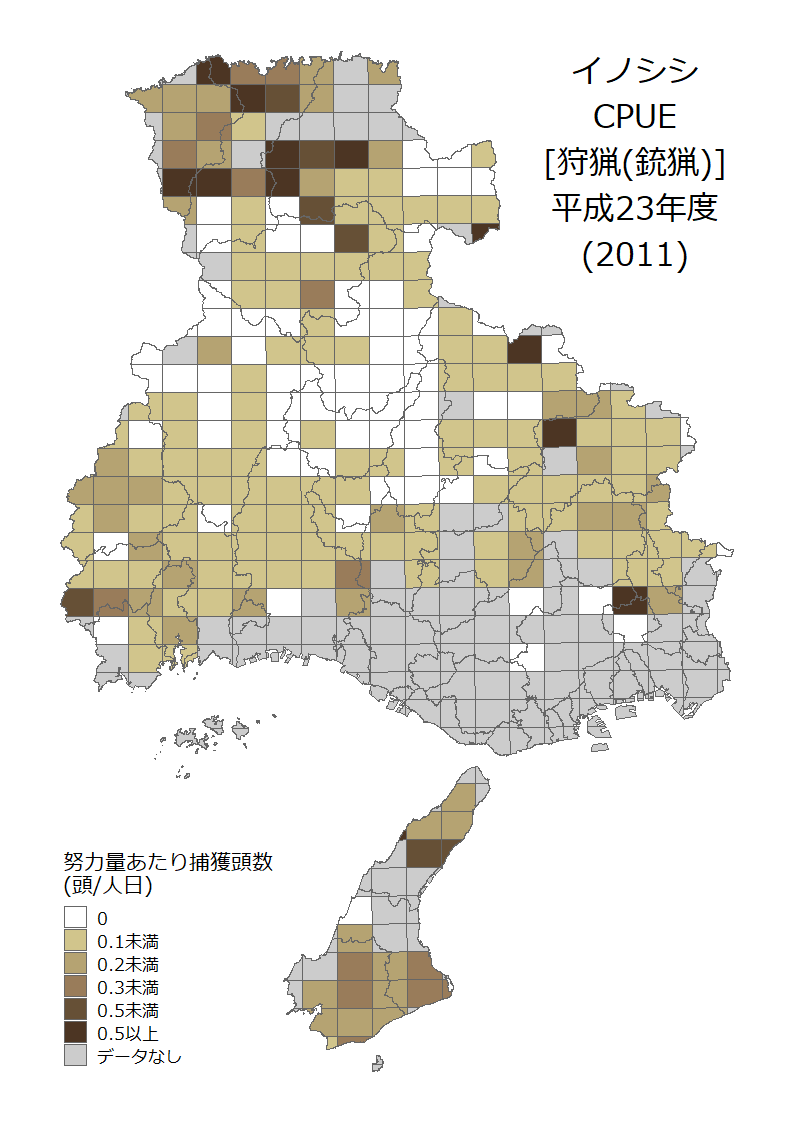 イノシシ
CPUE
[狩猟(銃猟)]
平成23年度
(2011)
努力量あたり捕獲頭数
(頭/人日)
0
0.1未満
0.2未満
0.3未満
0.5未満
0.5以上
データなし